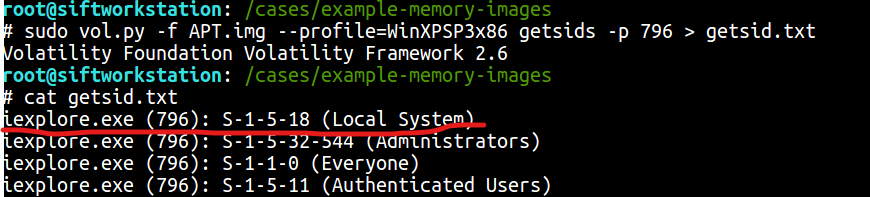 root@siftworkstation: /cases/example-memory-images
# sudo vol.py -f APT.img --profile=WinXPSP3x86 getsids -p 796 > getsid.txt
Volatility Foundation Volatility Framework 2.6
root@siftworkstation: /cases/example-memory-images
# cat getsid.txt
iexplore.exe (796): S-1-5-18 (Local System)
iexplore.exe (796): S-1-5-32-544 (Administrators)
iexplore.exe (796): S-1-1-0 (Everyone)
iexplore.exe (796): S-1-5-11 (Authenticated Users)